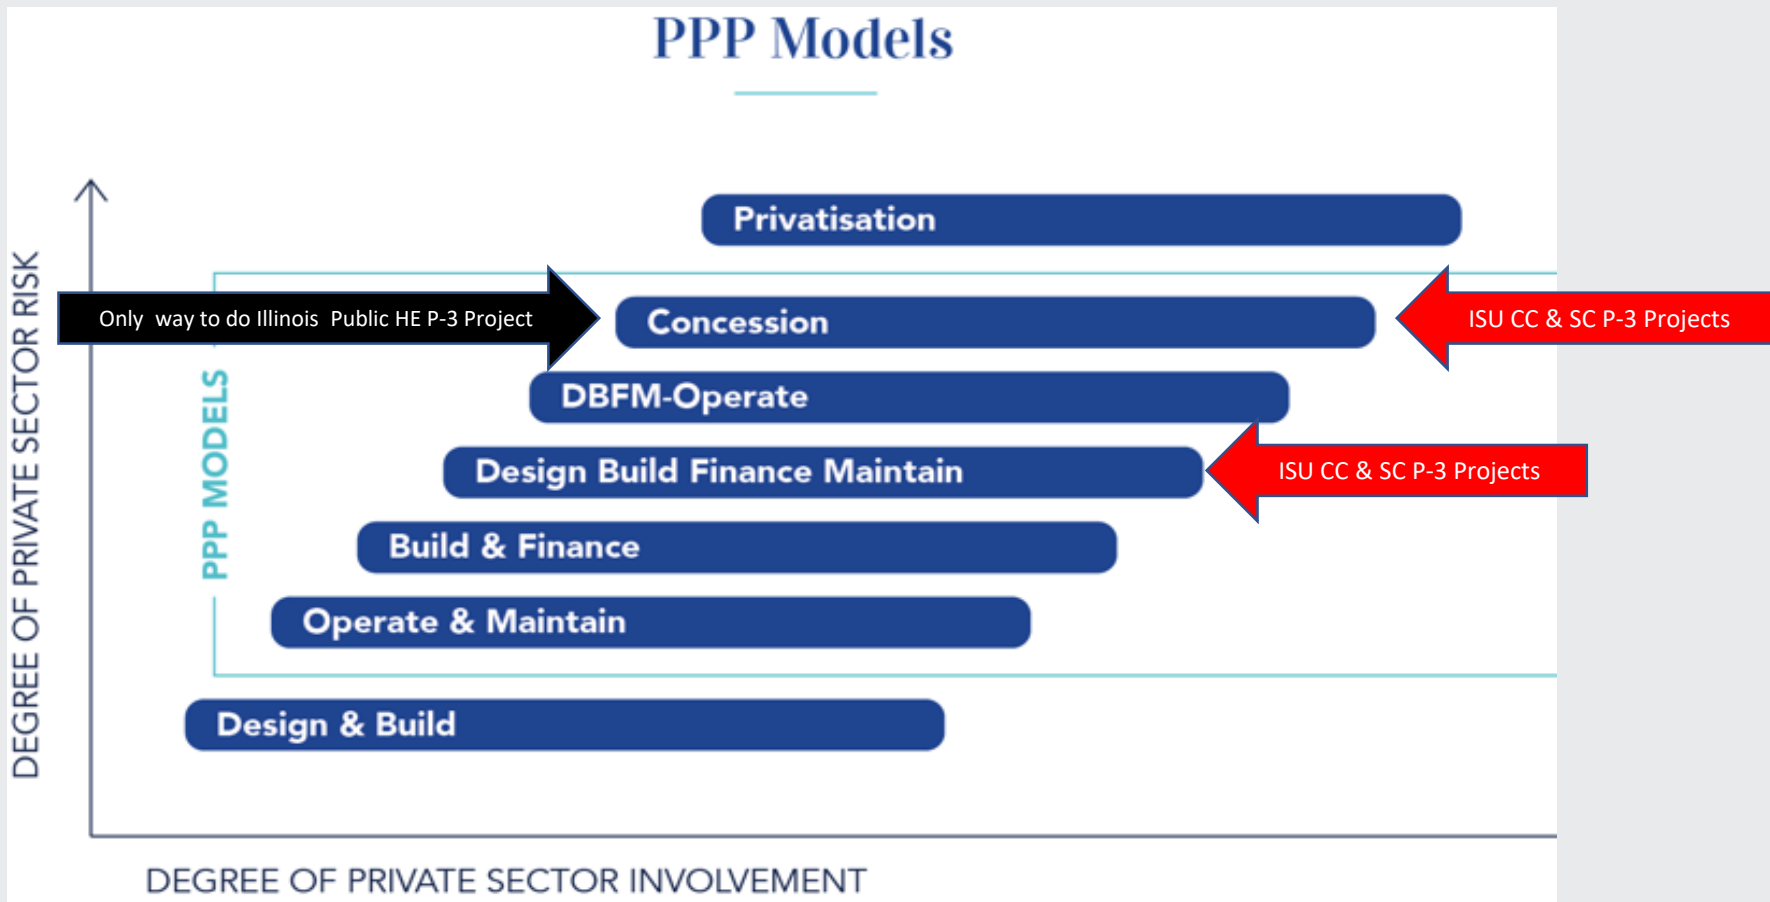 PPP Models
DEGREE OF PRIVATE SECTOR RISK
PPP MODELS
Privatisation
Only way to do Illinois Public HE P-3 Project
Concession
ISU CC & SC P-3 Projects
DBFM-Operate
Design Build Finance Maintain
ISU CC & SC P-3 Projects
Build & Finance
Operate & Maintain
Design & Build
DEGREE OF PRIVATE SECTOR INVOLVEMENT